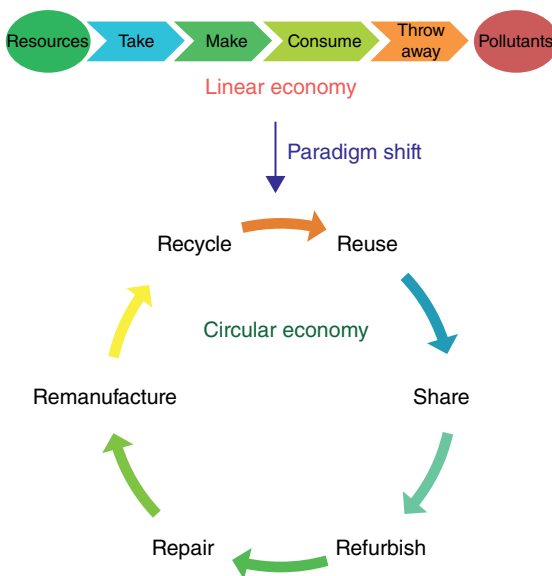 Resources
Take
Make
Consume
Throw
away
Pollutants
Linear economy
Paradigm shift
Recycle
Reuse
Circular economy
Remanufacture
Share
Repair
Refurbish